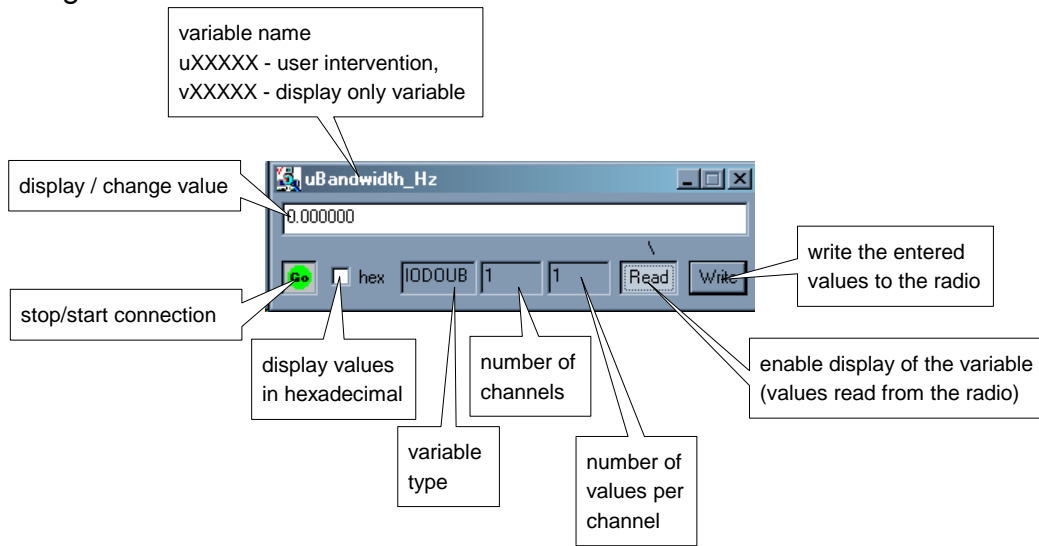 variable name
uXXXXX - user intervention,
vXXXXX - display only variable
display / change value
uBandwidth_Hz
0.000000
write the entered
values to the radio
Go
hex
IODOUB
1
1
Read
Write
stop/start connection
display values
in hexadecimal
number of
channels
enable display of the variable
(values read from the radio)
variable
type
number of
values per
channel